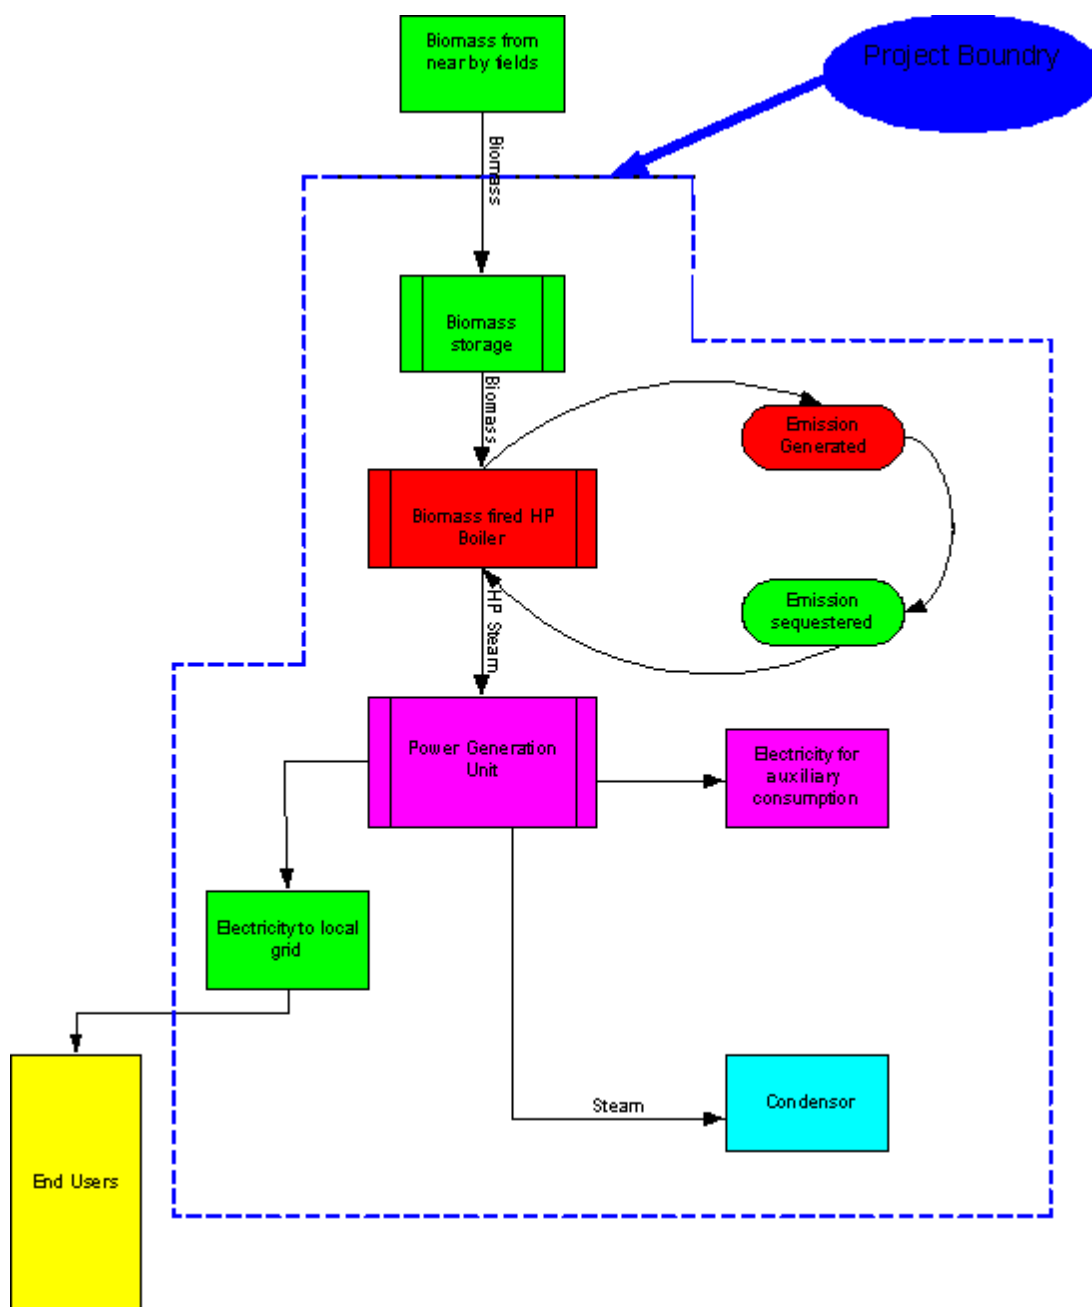 Biomass from
near by fields
Project Boundry
Biomass
Biomass
storage
Biomass
Emission
Generated
Biomass fired HP
Boiler
HP Steam
Emission
sequestered
Power Generation
Unit
Electricity for
auxiliary
consumption
Electricity to local
grid
Steam
Condensor
End Users